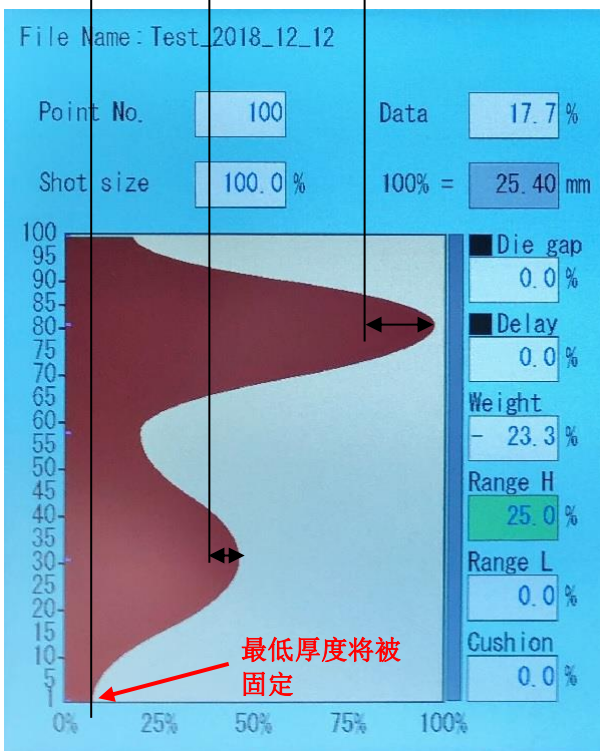 File Name:Test_2018_12_12
Point No. 100 Data 17.7 %
Shot size 100.0 % 100% = 25.40 mm
100
95
90
85
80
75
70
65
60
55
50
45
40
35
30
25
20
15
10
5
1
Die gap
0.0 %
Delay
0.0 %
Weight
- 23.3 %
Range H
25.0 %
Range L
0.0 %
Cushion
0.0 %
最低厚度将被
固定
0% 25% 50% 75% 100%